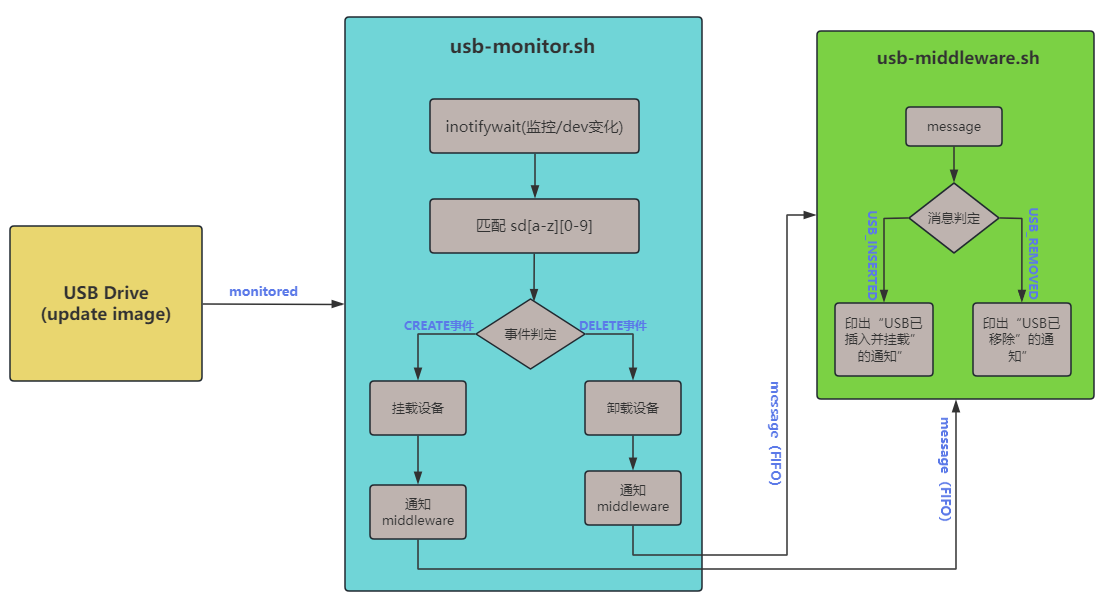 USB Drive
(update image)
monitored
usb-monitor.sh
inotifywait(监控/dev变化)
匹配 sd[a-z][0-9]
事件判定
CREATE事件
DELETE事件
挂载设备
卸载设备
通知
middleware
通知
middleware
message（FIFO）
message（FIFO）
usb-middleware.sh
message
消息判定
USB_INSERTED
USB_REMOVED
印出“USB已
插入并挂载”
的通知”
印出“USB已
移除”的通
知”